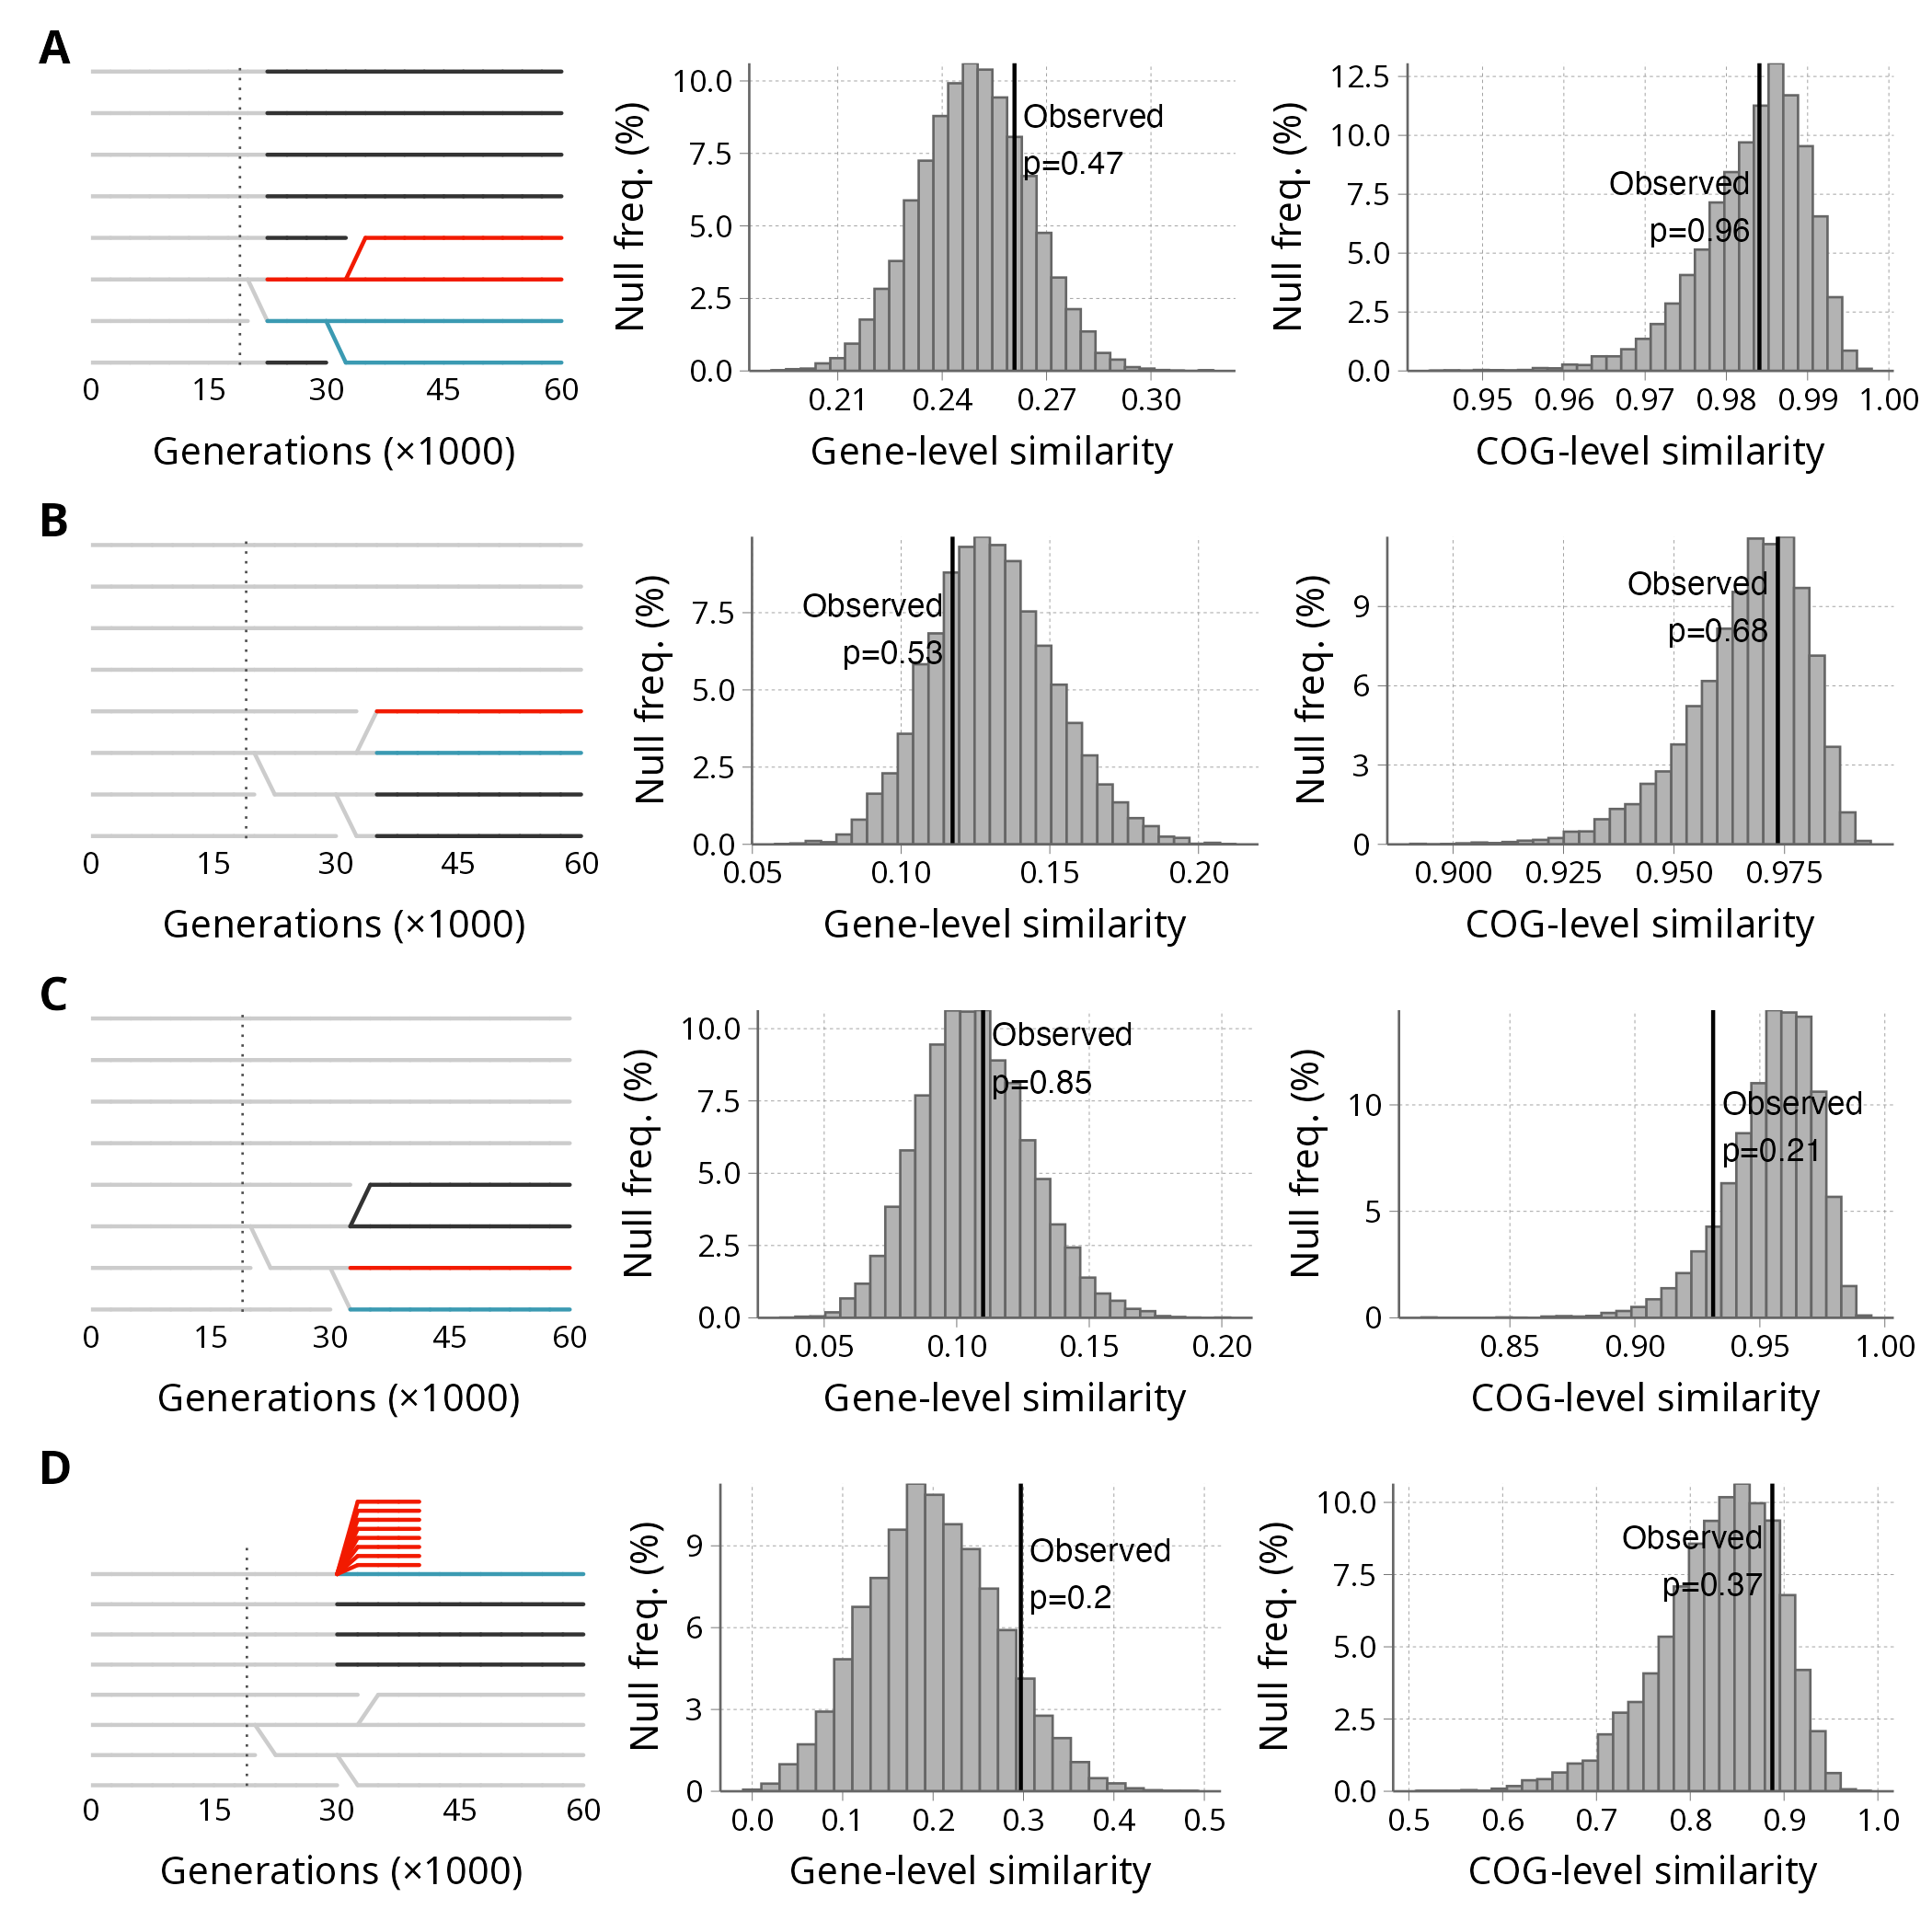 A
0 15 30 45 60
Generations (×1000)
Null freq. (%)
10.0
7.5
5.0
2.5
0.0
Observed
p=0.47
0.21 0.24 0.27 0.30
Gene-level similarity
Null freq. (%)
12.5
10.0
7.5
5.0
2.5
0.0
Observed
p=0.96
0.95 0.96 0.97 0.98 0.99 1.00
COG-level similarity
B
0 15 30 45 60
Generations (×1000)
Null freq. (%)
7.5
5.0
2.5
0.0
Observed
p=0.53
0.05 0.10 0.15 0.20
Gene-level similarity
Null freq. (%)
9
6
3
0
Observed
p=0.68
0.900 0.925 0.950 0.975
COG-level similarity
C
0 15 30 45 60
Generations (×1000)
Null freq. (%)
10.0
7.5
5.0
2.5
0.0
Observed
p=0.85
0.05 0.10 0.15 0.20
Gene-level similarity
Null freq. (%)
10
5
0
Observed
p=0.21
0.85 0.90 0.95 1.00
COG-level similarity
D
0 15 30 45 60
Generations (×1000)
Null freq. (%)
9
6
3
0
Observed
p=0.2
0.0 0.1 0.2 0.3 0.4 0.5
Gene-level similarity
Null freq. (%)
10.0
7.5
5.0
2.5
0.0
Observed
p=0.37
0.5 0.6 0.7 0.8 0.9 1.0
COG-level similarity